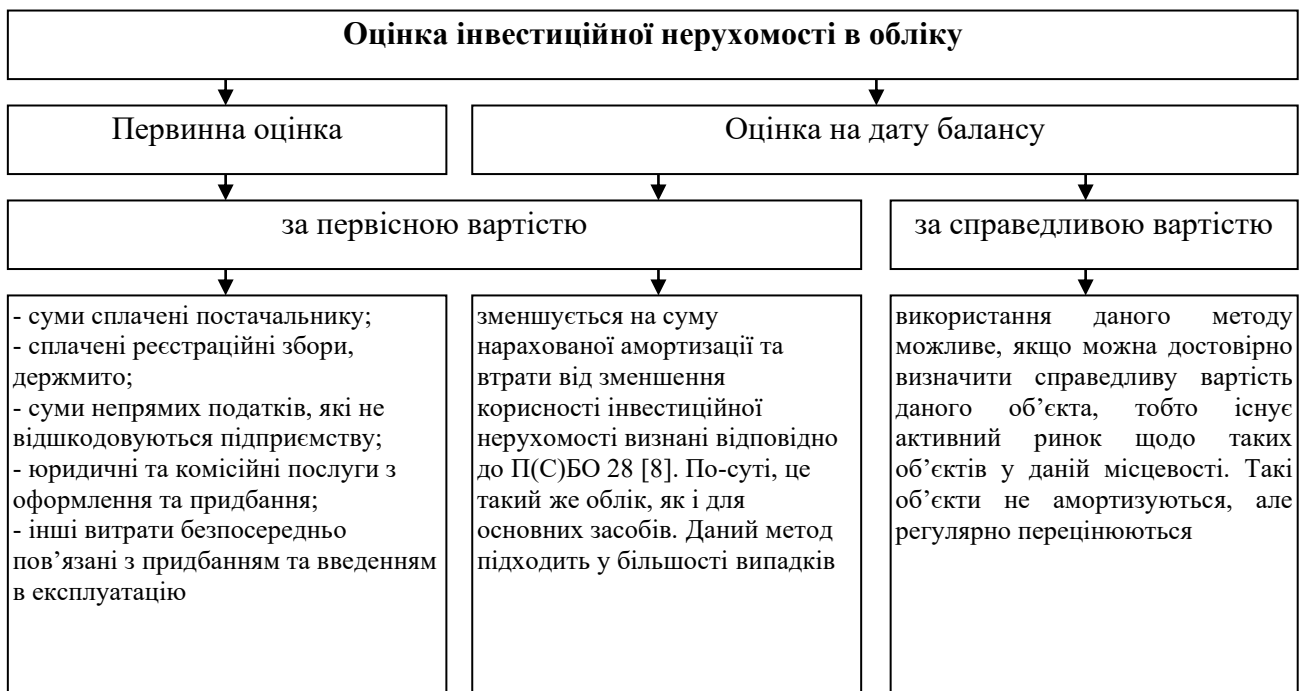 Оцінка інвестиційної нерухомості в обліку
Первинна оцінка
Оцінка на дату балансу
за первісною вартістю
за справедливою вартістю
- суми сплачені постачальнику;
- сплачені реєстраційні збори,
держмито;
- суми непрямих податків, які не
відшкодовуються підприємству;
- юридичні та комісійні послуги з
оформлення та придбання;
- інші витрати безпосередньо
пов’язані з придбанням та введенням
в експлуатацію
зменшується на суму
нарахованої амортизації та
втрати від зменшення
корисності інвестиційної
нерухомості визнані відповідно
до П(С)БО 28 [8]. По-суті, це
такий же облік, як і для
основних засобів. Даний метод
підходить у більшості випадків
використання даного методу
можливе, якщо можна достовірно
визначити справедливу вартість
даного об’єкта, тобто існує
активний ринок щодо таких
об’єктів у даній місцевості. Такі
об’єкти не амортизуються, але
регулярно перецінюються